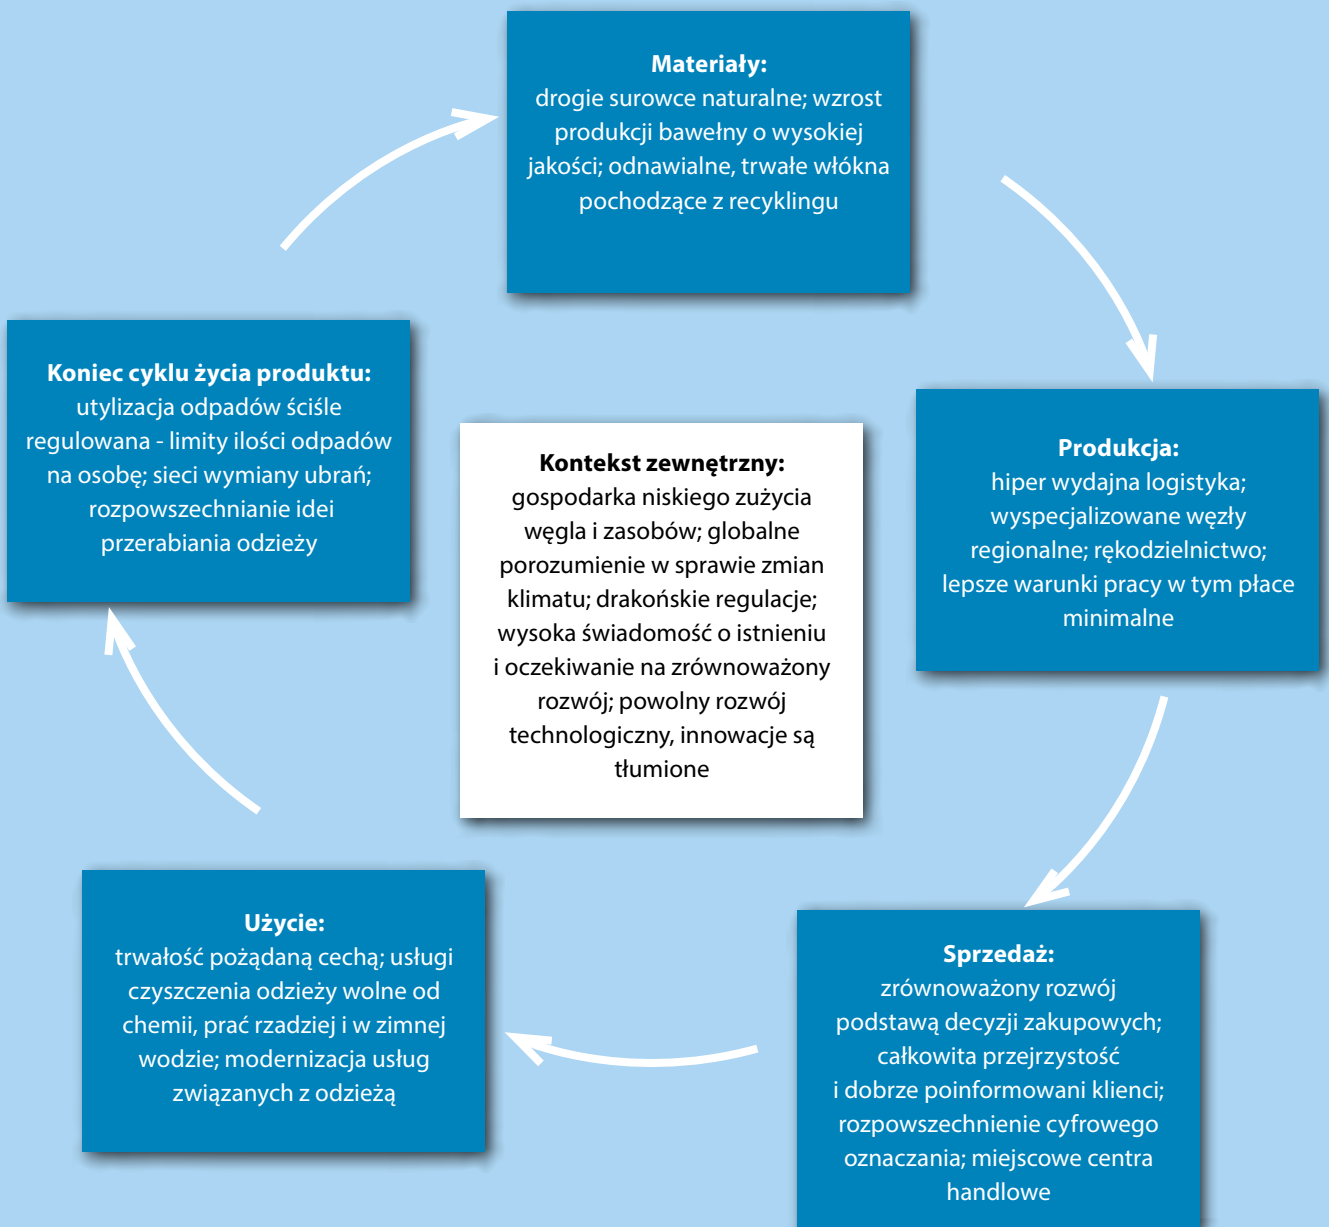 Materiały:
drogie surowce naturalne; wzrost
produkcji bawełny o wysokiej
jakości; odnawialne, trwałe włókna
pochodzące z recyklingu
Koniec cyklu życia produktu:
utylizacja odpadów ściśle
regulowana - limity ilości odpadów
na osobę; sieci wymiany ubrań;
rozpowszechnianie idei
przerabiania odzieży
Kontekst zewnętrzny:
gospodarka niskiego zużycia
węgla i zasobów; globalne
porozumienie w sprawie zmian
klimatu; drakońskie regulacje;
wysoka świadomość o istnieniu
i oczekiwanie na zrównoważony
rozwój; powolny rozwój
technologiczny, innowacje są
tłumione
Produkcja:
hiper wydajna logistyka;
wyspecjalizowane węzły
regionalne; rękodzielnictwo;
lepsze warunki pracy w tym płace
minimalne
Użycie:
trwałość pożądaną cechą; usługi
czyszczenia odzieży wolne od
chemii, prać rzadziej i w zimnej
wodzie; modernizacja usług
związanych z odzieżą
Sprzedaż:
zrównoważony rozwój
podstawą decyzji zakupowych;
całkowita przejrzystość
i dobrze poinformowani klienci;
rozpowszechnienie cyfrowego
oznaczania; miejscowe centra
handlowe